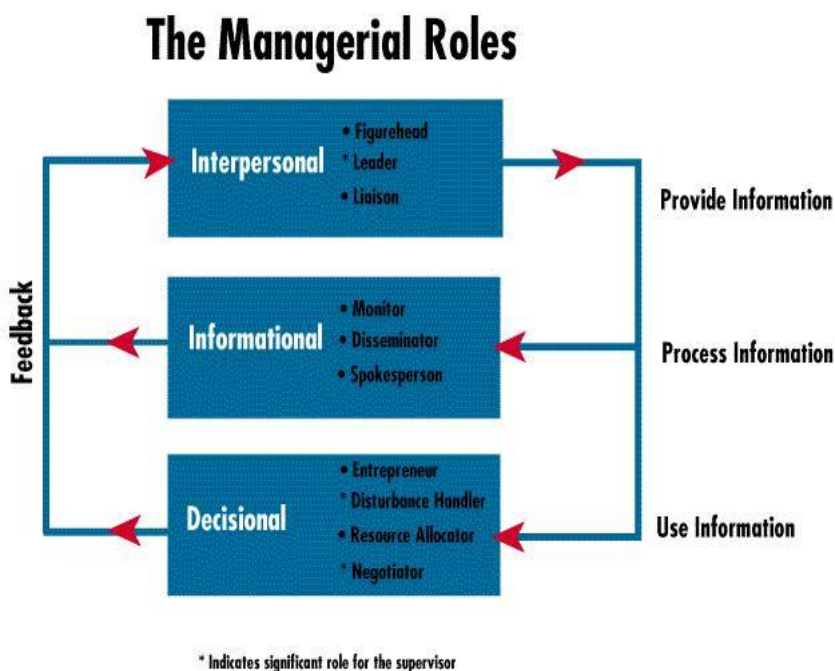 The Managerial Roles
Interpersonal
• Figurehead
* Leader
• Liaison
Provide Information
Informational
• Monitor
• Disseminator
• Spokesperson
Process Information
Feedback
Decisional
• Entrepreneur
* Disturbance Handler
• Resource Allocator
* Negotiator
Use Information
* Indicates significant role for the supervisor